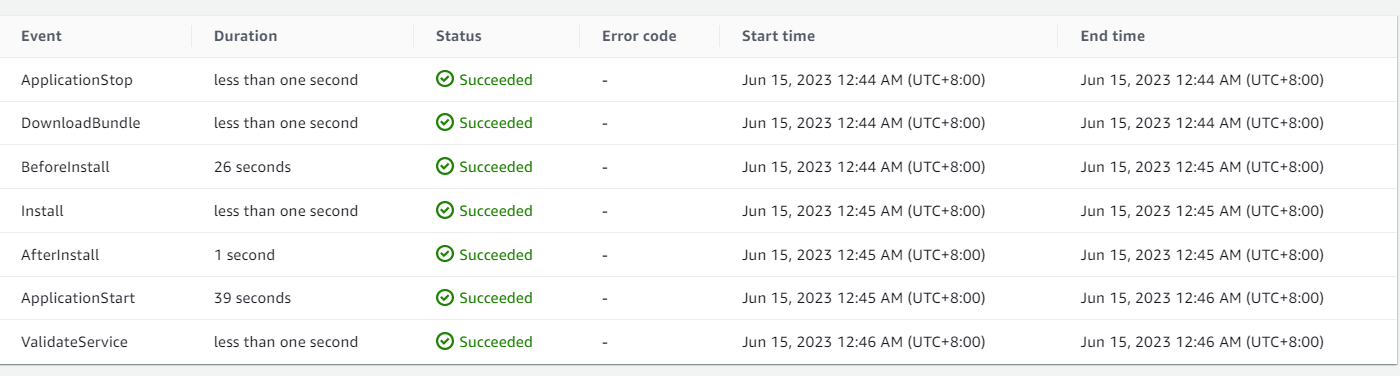 Event Duration Status Error code Start time End time
ApplicationStop less than one second Succeeded - Jun 15, 2023 12:44 AM (UTC+8:00) Jun 15, 2023 12:44 AM (UTC+8:00)
DownloadBundle less than one second Succeeded - Jun 15, 2023 12:44 AM (UTC+8:00) Jun 15, 2023 12:44 AM (UTC+8:00)
BeforeInstall 26 seconds Succeeded - Jun 15, 2023 12:44 AM (UTC+8:00) Jun 15, 2023 12:45 AM (UTC+8:00)
Install less than one second Succeeded - Jun 15, 2023 12:45 AM (UTC+8:00) Jun 15, 2023 12:45 AM (UTC+8:00)
AfterInstall 1 second Succeeded - Jun 15, 2023 12:45 AM (UTC+8:00) Jun 15, 2023 12:45 AM (UTC+8:00)
ApplicationStart 39 seconds Succeeded - Jun 15, 2023 12:45 AM (UTC+8:00) Jun 15, 2023 12:46 AM (UTC+8:00)
ValidateService less than one second Succeeded - Jun 15, 2023 12:46 AM (UTC+8:00) Jun 15, 2023 12:46 AM (UTC+8:00)